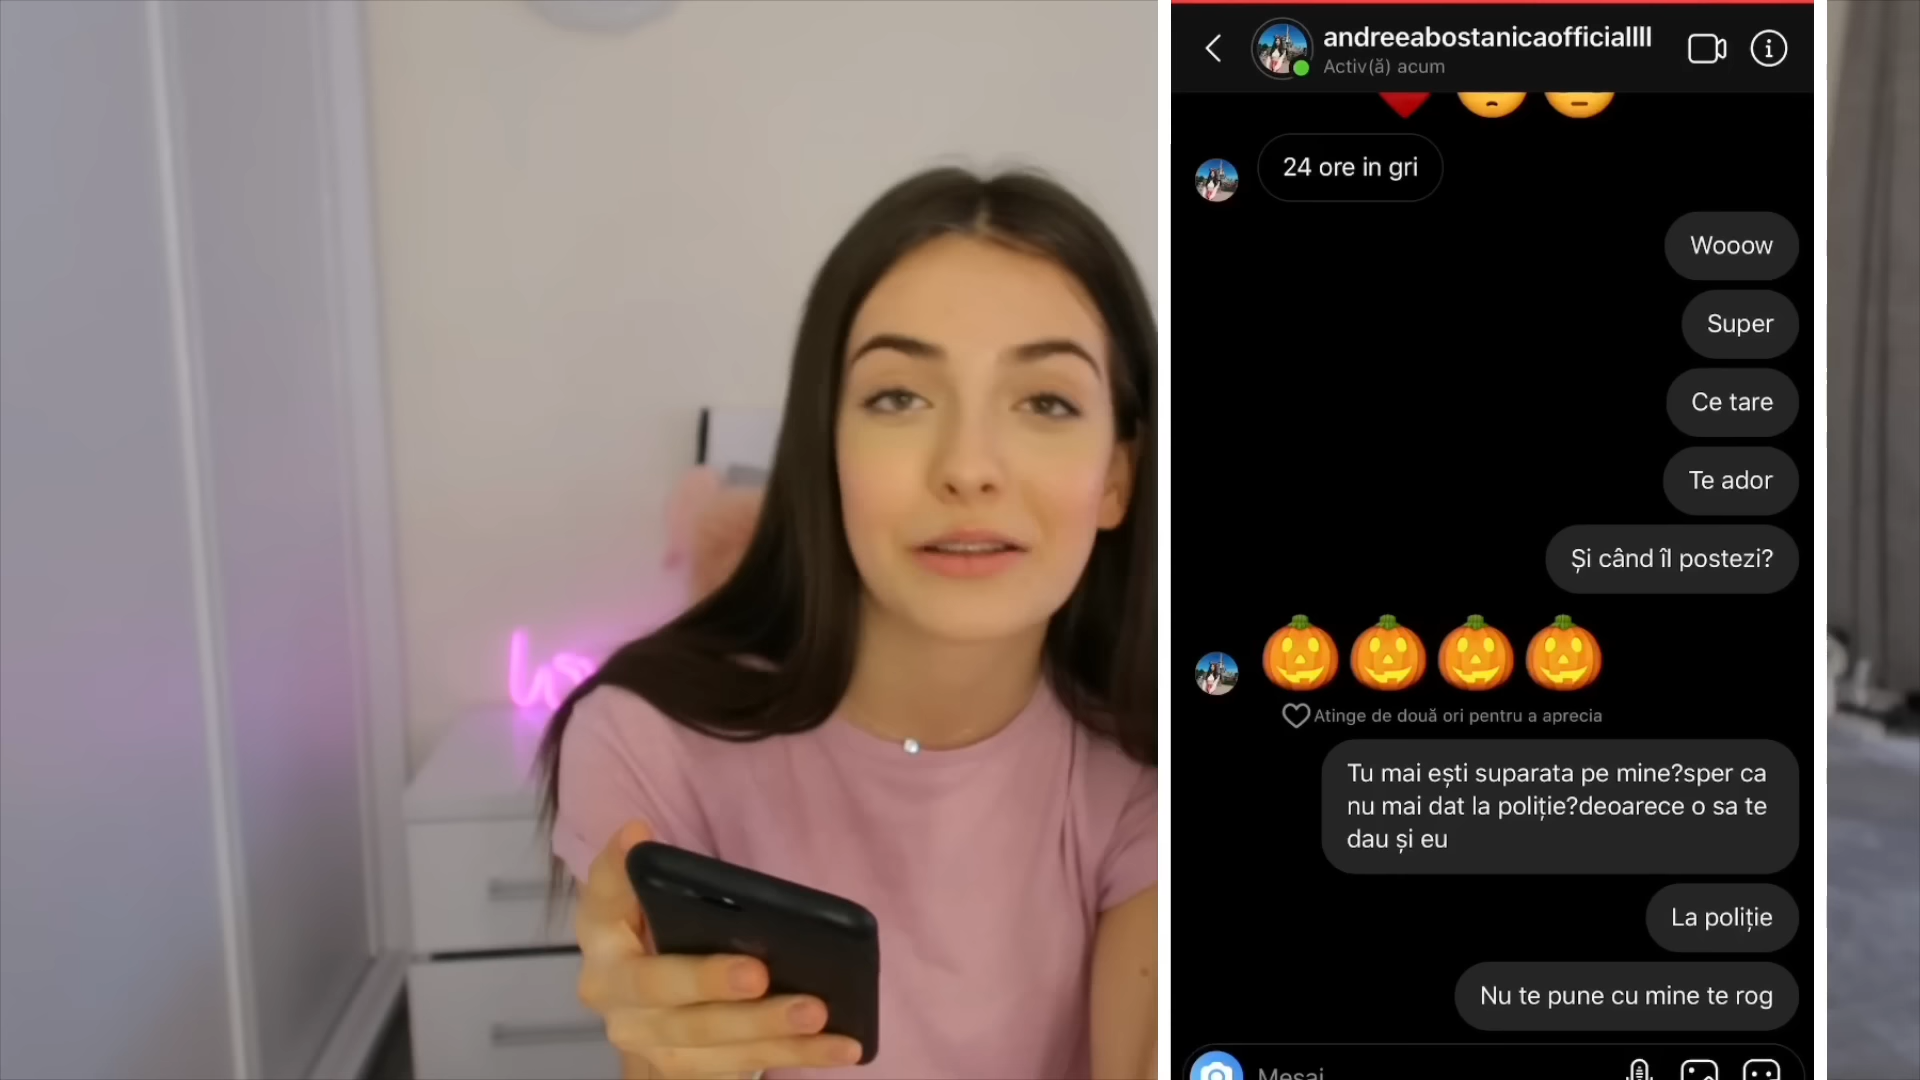 andreeabostanicaofficiallll
Activ(ă) acum
24 ore in gri
Wooow
Super
Ce tare
Te ador
Și când îl postezi?
Atinge de două ori pentru a aprecia
Tu mai ești suparata pe mine?sper ca
nu mai dat la poliție?deoarece o sa te
dau și eu
La poliție
Nu te pune cu mine te rog
Mesaj